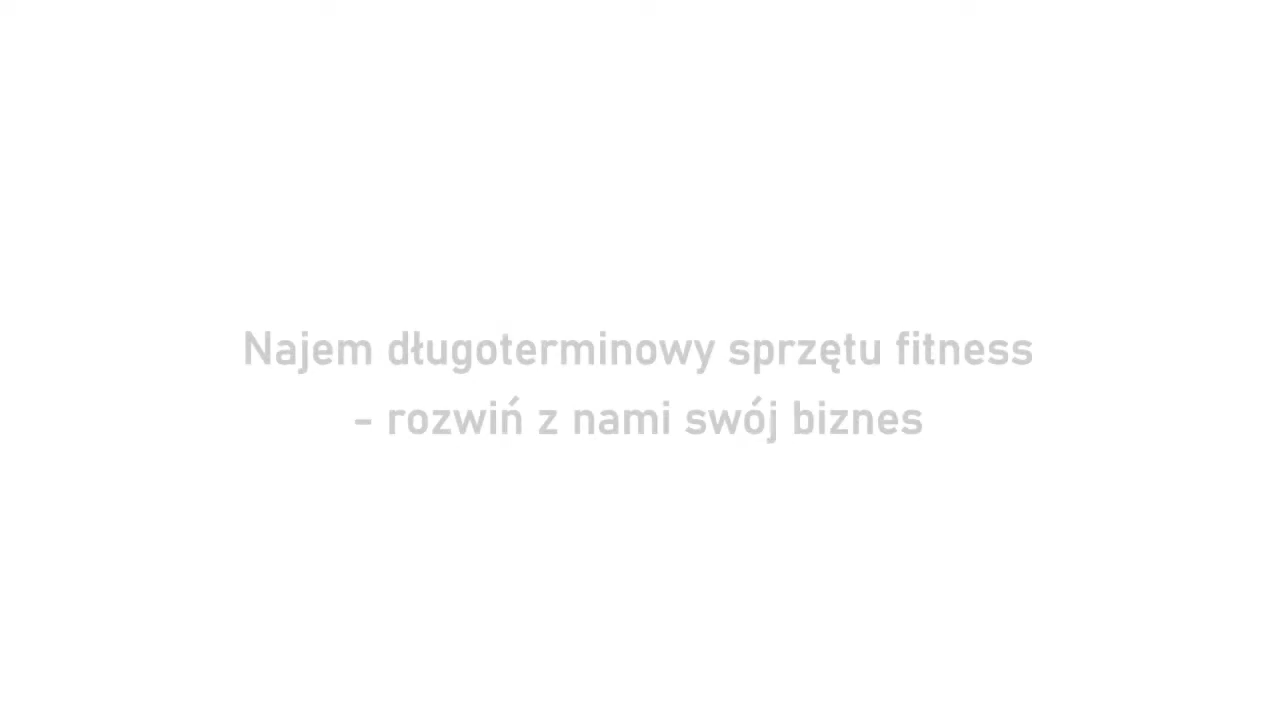 Najem długoterminowy sprzętu fitness
- rozwiń z nami swój biznes